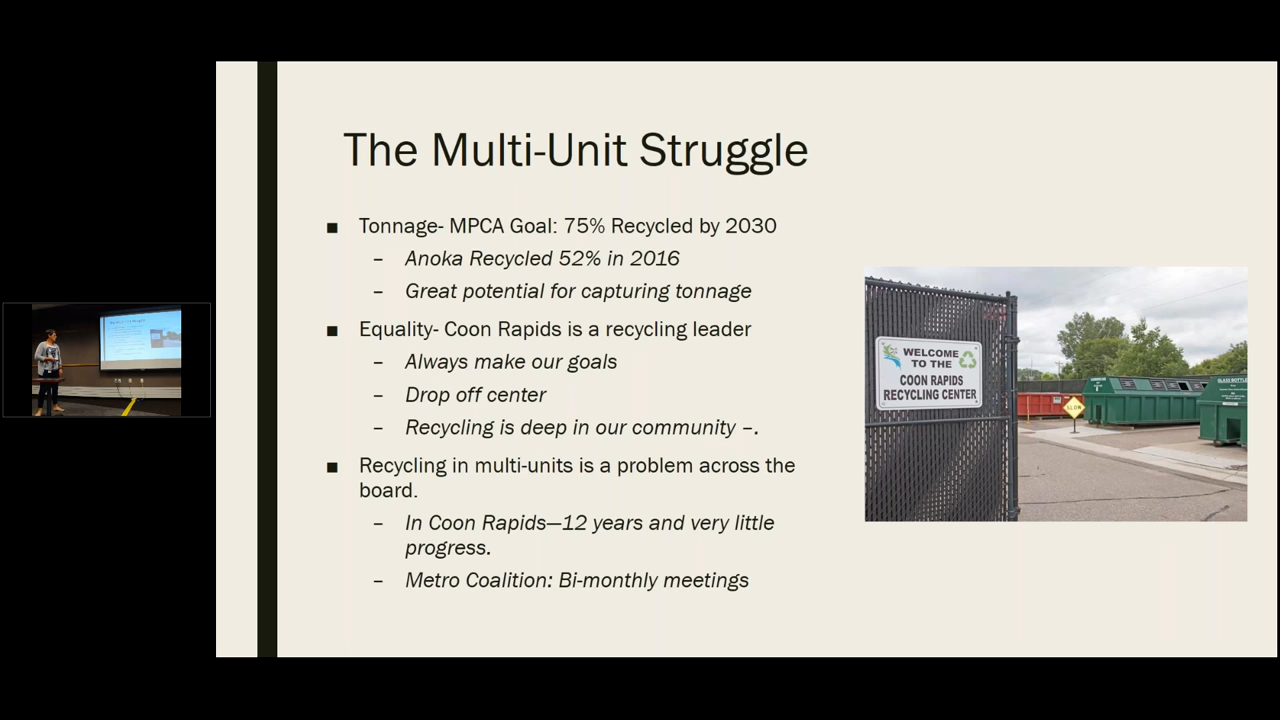 The Multi-Unit Struggle
■ Tonnage- MPCA Goal: 75% Recycled by 2030
– Anoka Recycled 52% in 2016
– Great potential for capturing tonnage
■ Equality- Coon Rapids is a recycling leader
– Always make our goals
– Drop off center
– Recycling is deep in our community –.
■ Recycling in multi-units is a problem across the
board.
– In Coon Rapids—12 years and very little
progress.
– Metro Coalition: Bi-monthly meetings
WELCOME
TO THE
COON RAPIDS
RECYCLING CENTER
SLOW
GLASS BOTTLE